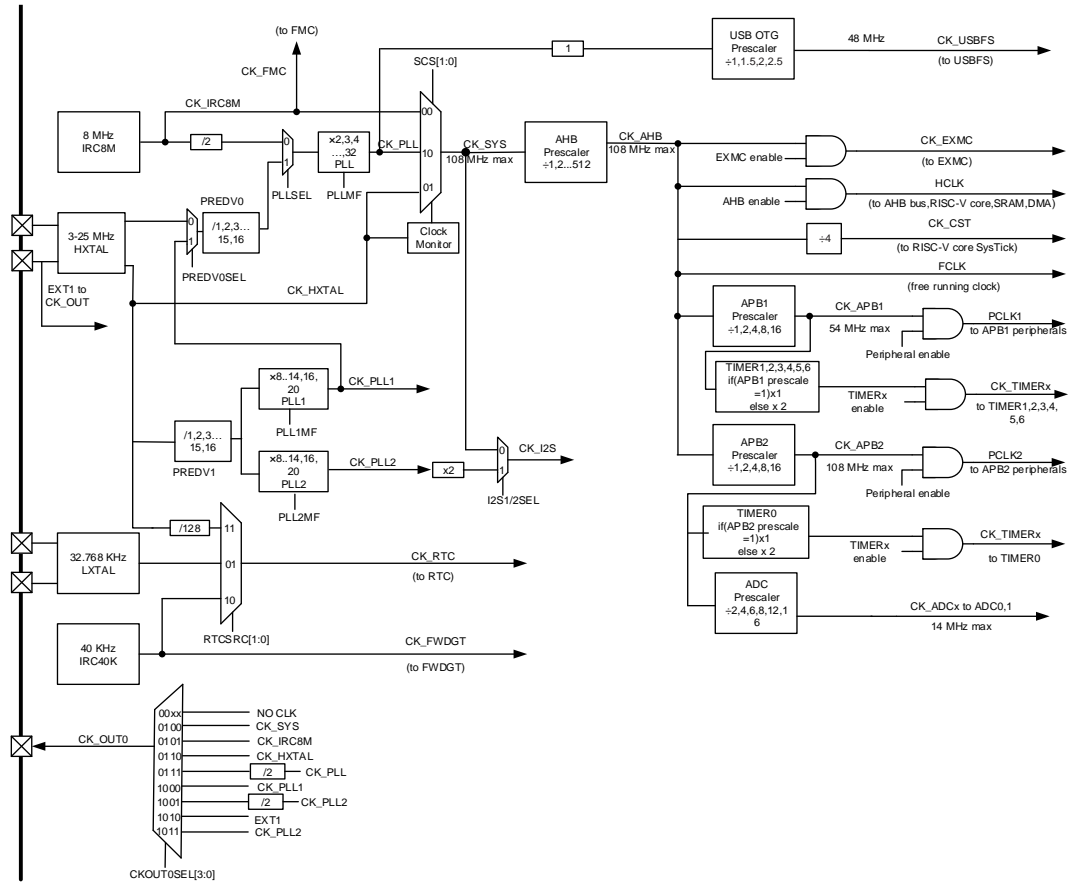 (to FMC)
CK_FMC
SCS[1:0]
1
USB OTG
Prescaler
÷1,1.5,2,2.5
48 MHz
CK_USBFS
(to USBFS)
8 MHz
IRC8M
CK_IRC8M
/2
0
1
PLLSEL
×2,3,4
…,32
PLL
PLLMF
CK_PLL
00
10
01
CK_SYS
108 MHz max
AHB
Prescaler
÷1,2...512
CK_AHB
108 MHz max
EXMC enable
CK_EXMC
(to EXMC)
AHB enable
HCLK
(to AHB bus,RISC-V core,SRAM,DMA)
÷4
CK_CST
(to RISC-V core SysTick)
FCLK
(free running clock)
3-25 MHz
HXTAL
0
1
PREDV0SEL
PREDV0
/1,2,3…
15,16
Clock
Monitor
EXT1 to
CK_OUT
CK_HXTAL
APB1
Prescaler
÷1,2,4,8,16
CK_APB1
54 MHz max
Peripheral enable
PCLK1
to APB1 peripherals
TIMER1,2,3,4,5,6
if(APB1 prescale
=1)x1
else x 2
TIMERx
enable
CK_TIMERx
to TIMER1,2,3,4,
5,6
×8..14,16,
20
PLL1
PLL1MF
CK_PLL1
/1,2,3…
15,16
PREDV1
×8..14,16,
20
PLL2
PLL2MF
CK_PLL2
x2
0
1
CK_I2S
I2S1/2SEL
APB2
Prescaler
÷1,2,4,8,16
CK_APB2
108 MHz max
Peripheral enable
PCLK2
to APB2 peripherals
TIMER0
if(APB2 prescale
=1)x1
else x 2
TIMERx
enable
CK_TIMERx
to TIMER0
ADC
Prescaler
÷2,4,6,8,12,1
6
CK_ADCx to ADC0,1
14 MHz max
/128
11
01
10
32.768 KHz
LXTAL
CK_RTC
(to RTC)
RTCSRC[1:0]
40 KHz
IRC40K
CK_FWDGT
(to FWDGT)
CK_OUT0
00xx
NO CLK
0100
CK_SYS
0101
CK_IRC8M
0110
CK_HXTAL
0111
/2
CK_PLL
1000
CK_PLL1
1001
/2
CK_PLL2
1010
EXT1
1011
CK_PLL2
CKOUT0SEL[3:0]